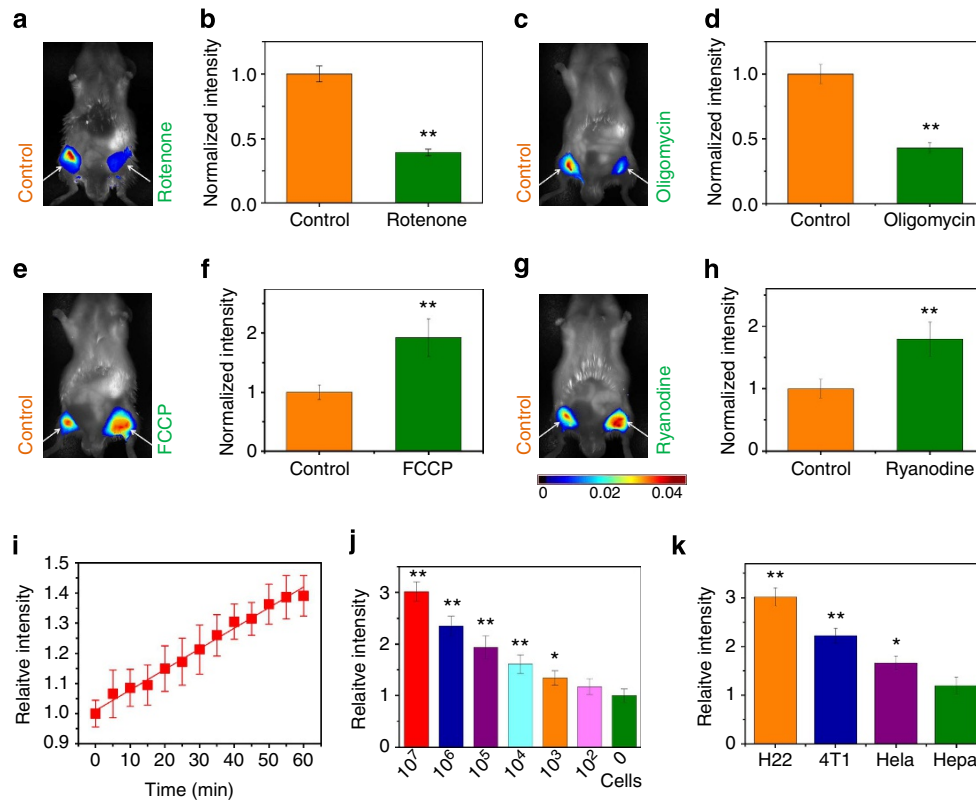 a
Control
Rotenone
b
Normalized intensity
1.0
0.5
0.0
**
Control Rotenone
c
Control
Oligomycin
d
Normalized intensity
1.0
0.5
0.0
**
Control Oligomycin
e
Control
FCCP
f
Normalized intensity
2
1
0
**
Control FCCP
g
Control
Ryanodine
0 0.02 0.04
h
Normalized intensity
2
1
0
**
Control Ryanodine
i
Relative intensity
1.5
1.4
1.3
1.2
1.1
1.0
0.9
0 10 20 30 40 50 60
Time (min)
j
Relaitve intensity
3
2
1
0
** ** ** ** *
10⁷ 10⁶ 10⁵ 10⁴ 10³ 10² 0
Cells
k
Relaitve intensity
3
2
1
0
** ** *
H22 4T1 Hela Hepa